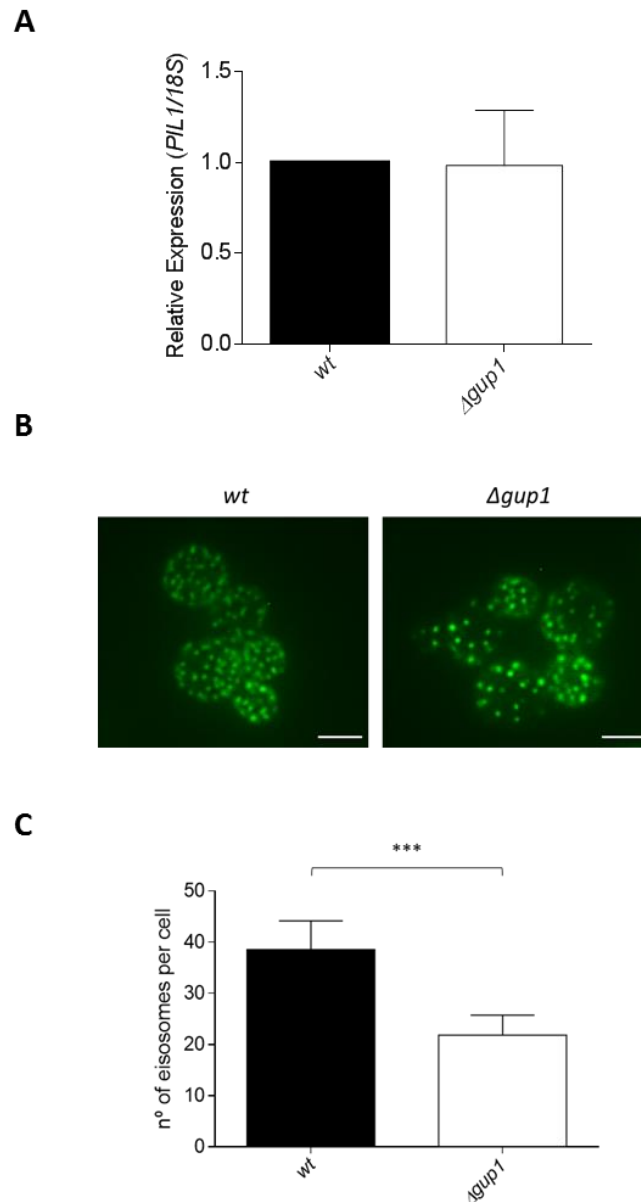 A
Relative Expression (PIL1/18S)
1.5
1.0
0.5
0.0
wt
Δgup1
B
wt
Δgup1
C
***
nº of eisosomes per cell
50
40
30
20
10
0
wt
Δgup1